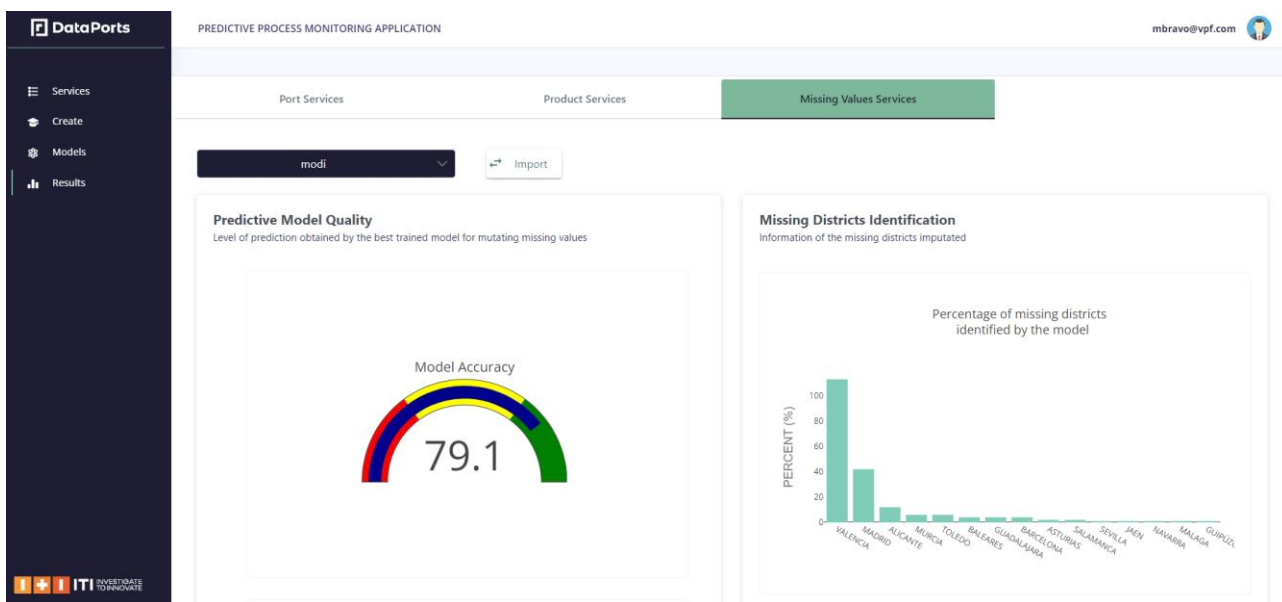 DataPorts
PREDICTIVE PROCESS MONITORING APPLICATION
mbravo@vpf.com
Services
Create
Models
Results
Port Services
Product Services
Missing Values Services
modi
Import
Predictive Model Quality
Level of prediction obtained by the best trained model for mutating missing values
Model Accuracy
79.1
Missing Districts Identification
Information of the missing districts imputated
Percentage of missing districts
identified by the model
PERCENT (%)
100
80
60
40
20
0
VALENCIA
MADRID
ALICANTE
MURCIA
TOLEDO
BALEARES
GUADALAJARA
BARCELONA
ASTURIAS
SALAMANCA
SEVILLA
JAEN
NAVARRA
MALAGA
GUIPÚZ
ITI INVESTIGATE
TO INNOVATE